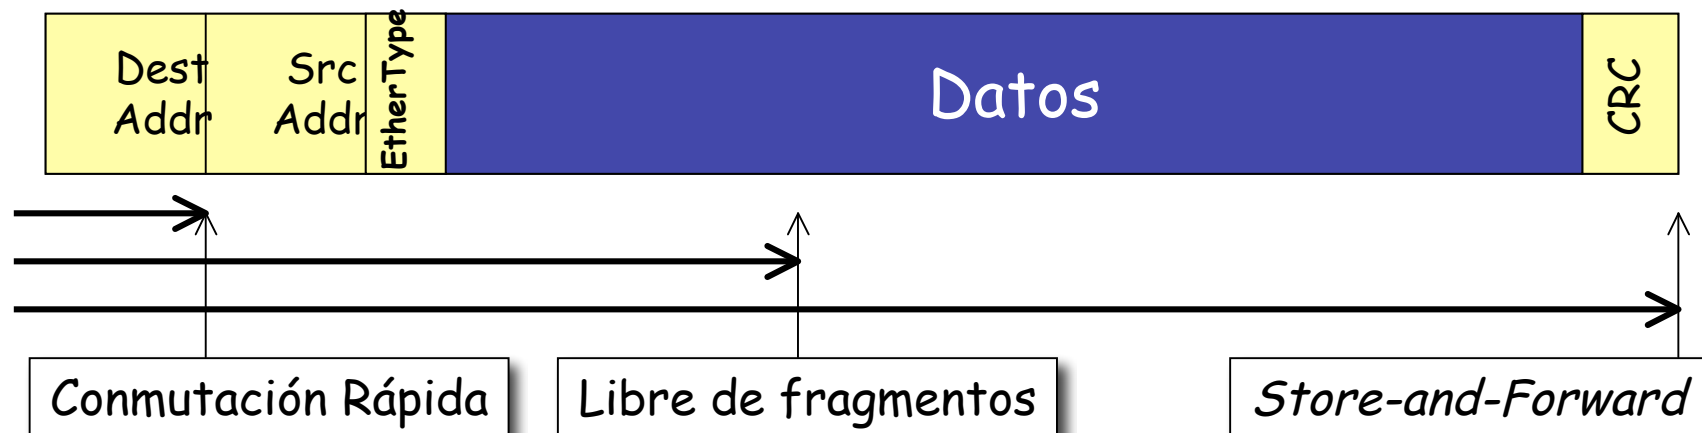 Dest
Addr
Src
Addr
EtherType
Datos
CRC
Conmutación Rápida
Libre de fragmentos
Store-and-Forward